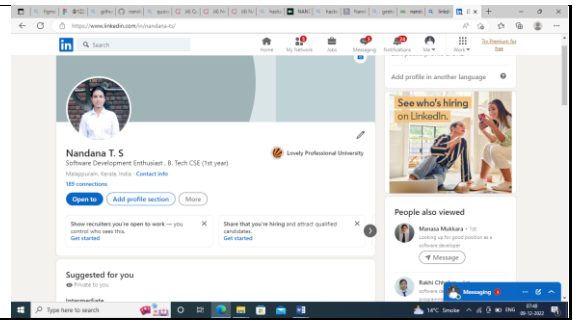 https://www.linkedin.com/in/nandana-ts/
in
Search
Home
My Network
Jobs
Messaging
Notifications
Me
Work
Try Premium for free
Add profile in another language
See who's hiring
on LinkedIn.
Nandana T. S
Software Development Enthusiast , B. Tech CSE (1st year)
Malappuram, Kerala, India · Contact info
189 connections
Lovely Professional University
Open to
Add profile section
More
Show recruiters you're open to work — you
control who sees this.
Get started
Share that you're hiring and attract qualified
candidates.
Get started
Suggested for you
Private to you
Intermediate
People also viewed
Manasa Mukkara · 1st
Looking up for good position as a
software developer
Message
Rakhi
software
Messaging
Type here to search
14°C Smoke
ENG
07:48
06-12-2022